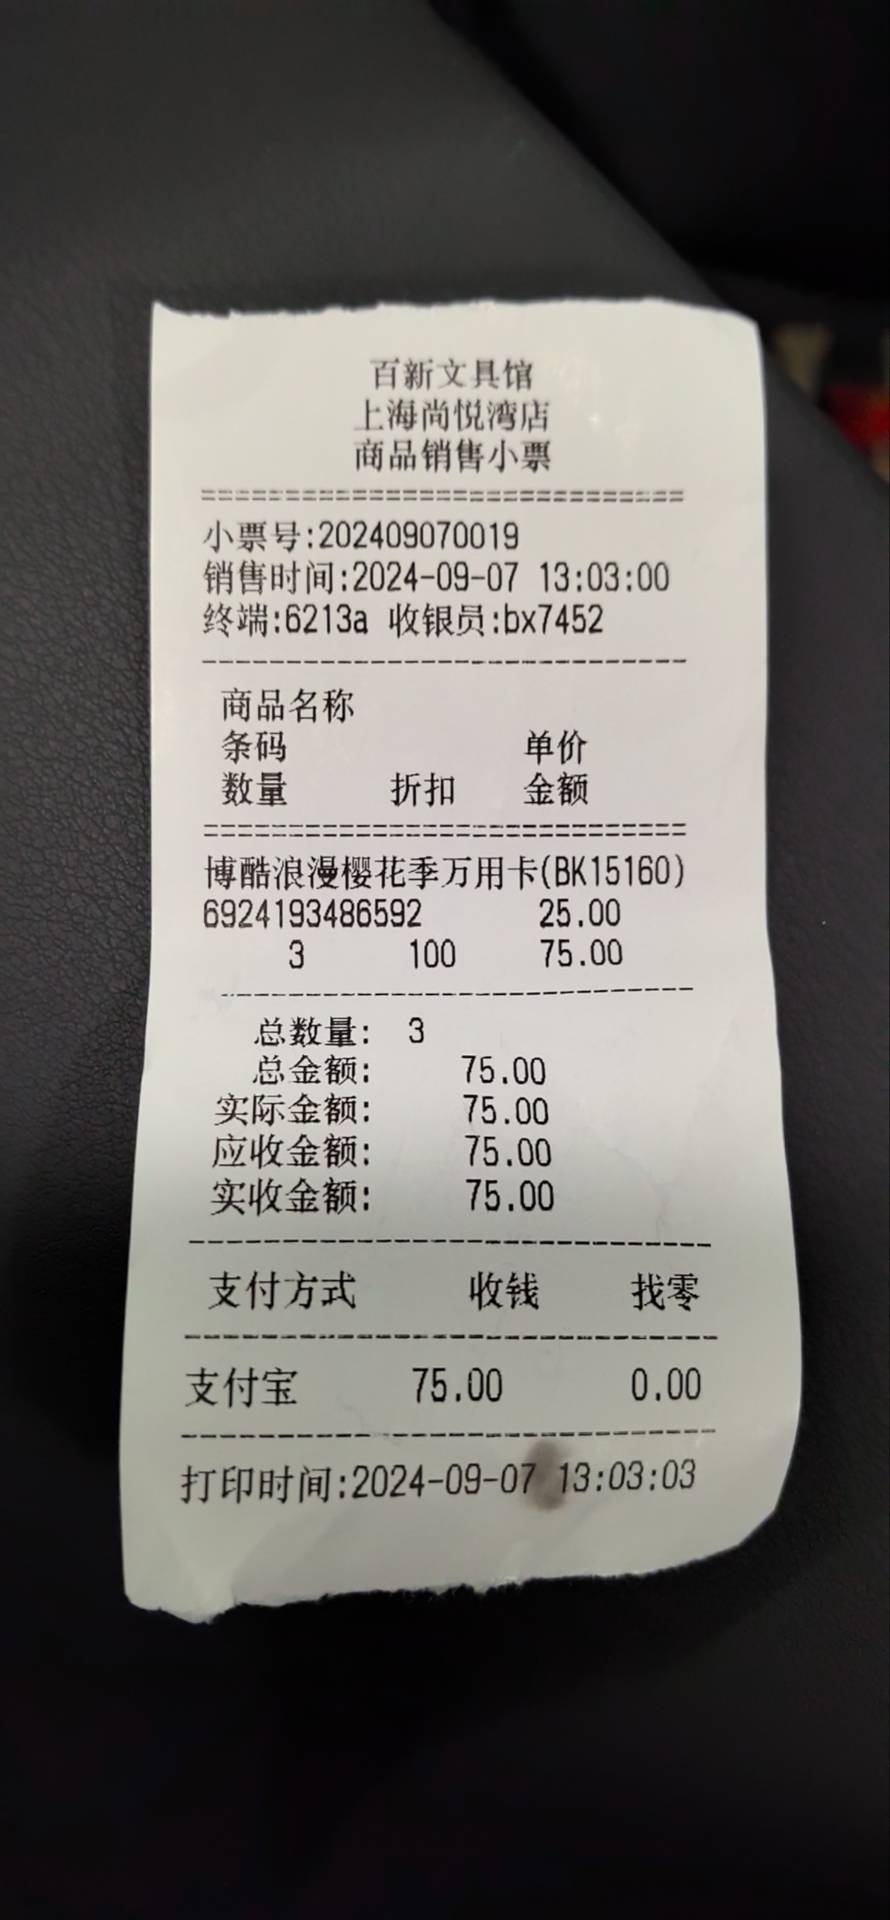 百新文具馆
上海尚悦湾店
商品销售小票
==============================
小票号:202409070019
销售时间:2024-09-07 13:03:00
终端:6213a 收银员:bx7452
------------------------------
商品名称
条码 单价
数量 折扣 金额
==============================
博酷浪漫樱花季万用卡(BK15160)
6924193486592 25.00
3 100 75.00
------------------------------
总数量: 3
总金额: 75.00
实际金额: 75.00
应收金额: 75.00
实收金额: 75.00
------------------------------
支付方式 收钱 找零
------------------------------
支付宝 75.00 0.00
------------------------------
打印时间:2024-09-07 13:03:03